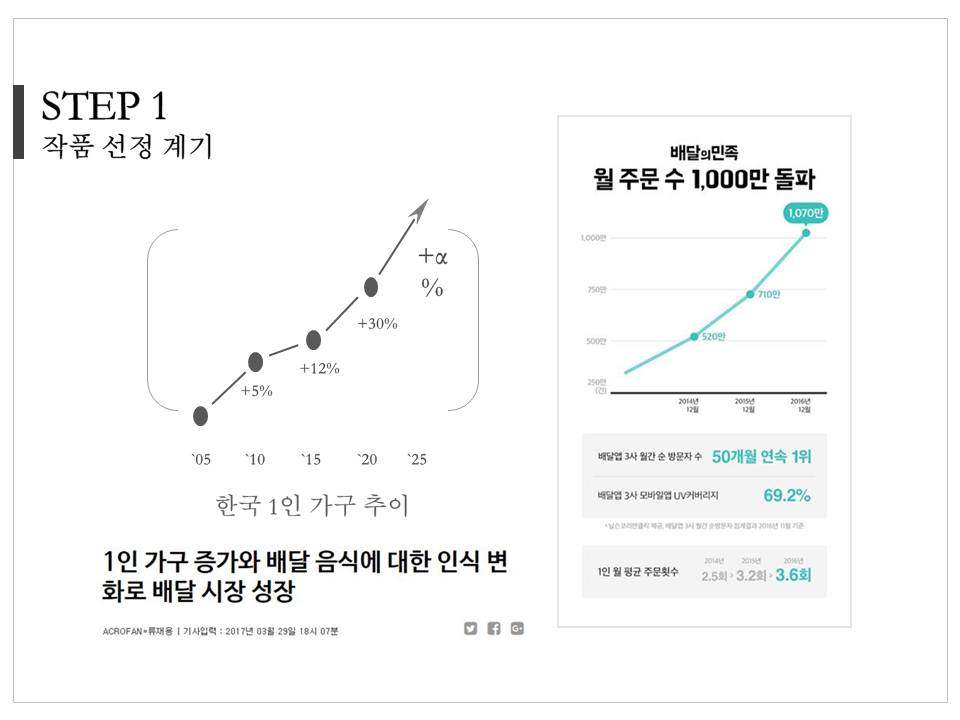 STEP 1
작품 선정 계기
+α
%
+30%
+12%
+5%
`05 `10 `15 `20 `25
한국 1인 가구 추이
1인 가구 증가와 배달 음식에 대한 인식 변
화로 배달 시장 성장
ACROFAN=류재용 | 기사입력 : 2017년 03월 29일 18시 07분
배달의민족
월 주문 수 1,000만 돌파
1,070만
1,000만
750만
710만
520만
500만
250만
(건)
2014년 2015년 2016년
12월 12월 12월
배달앱 3사 월간 순 방문자 수 50개월 연속 1위
배달앱 3사 모바일앱 UV커버리지 69.2%
* 닐슨코리안클릭 제공, 배달앱 3사 월간 순방문자 집계결과 2016년 11월 기준
2014년 2015년 2016년
1인 월 평균 주문횟수 2.5회 › 3.2회 › 3.6회